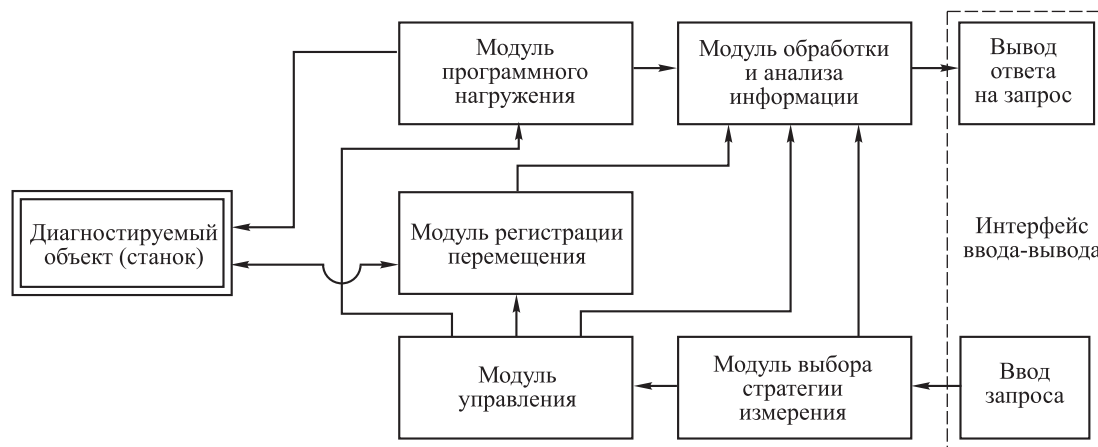 Модуль
программного
нагружения
Модуль обработки
и анализа
информации
Вывод
ответа
на запрос
Диагностируемый
объект (станок)
Модуль регистрации
перемещения
Интерфейс
ввода-вывода
Модуль
управления
Модуль выбора
стратегии
измерения
Ввод
запроса